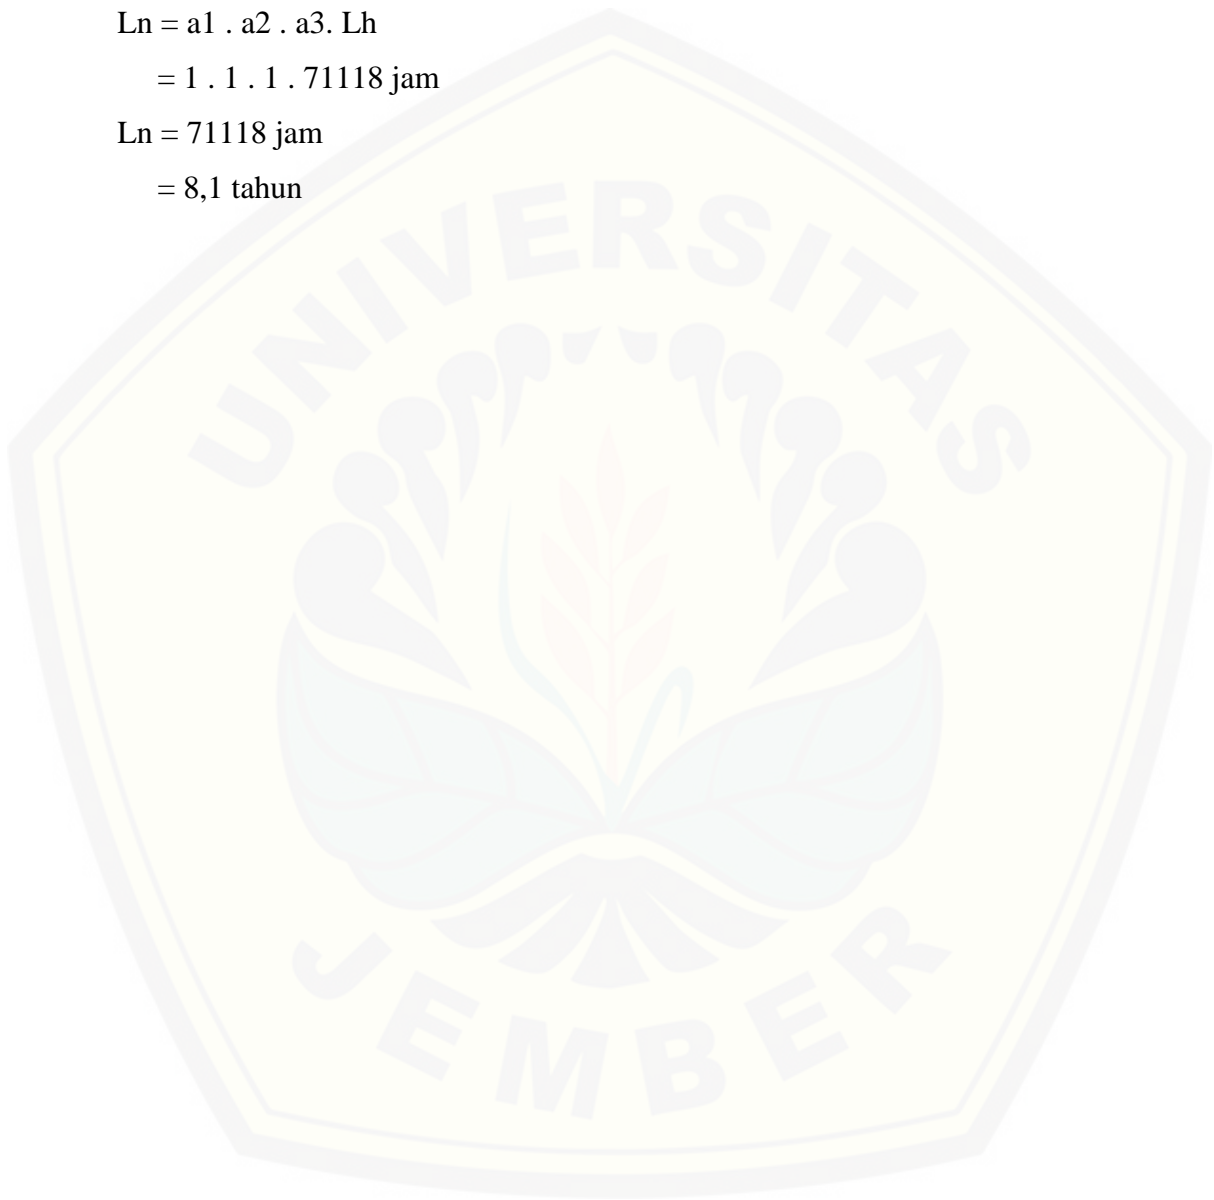 Ln = a1 . a2 . a3. Lh
= 1 . 1 . 1 . 71118 jam
Ln = 71118 jam
= 8,1 tahun
UNIVERSITAS
JEMBER